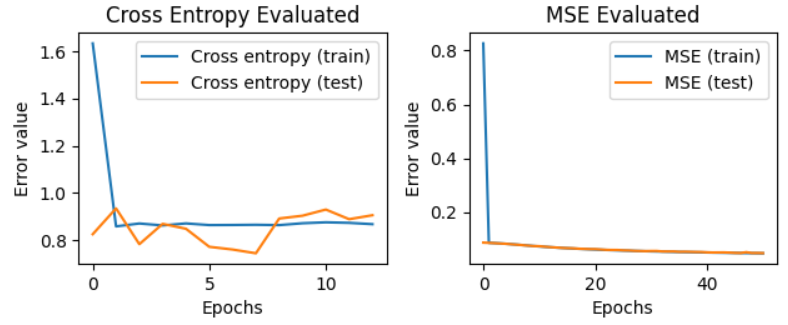 Cross Entropy Evaluated
Cross entropy (train)
Cross entropy (test)
Error value
1.6
1.4
1.2
1.0
0.8
0
5
10
Epochs
MSE Evaluated
MSE (train)
MSE (test)
Error value
0.8
0.6
0.4
0.2
0
20
40
Epochs